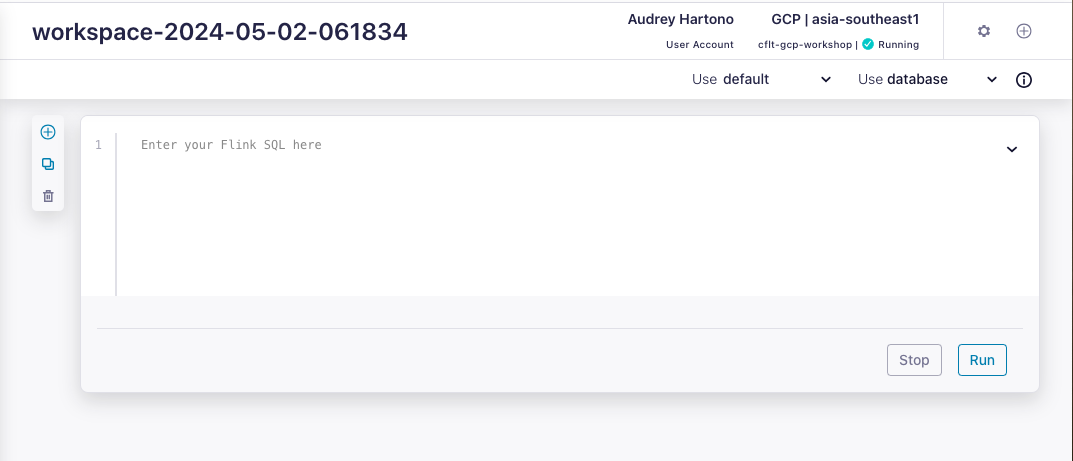 workspace-2024-05-02-061834
Audrey Hartono
User Account
GCP | asia-southeast1
cflt-gcp-workshop | Running
Use default
Use database
1
Enter your Flink SQL here
Stop
Run